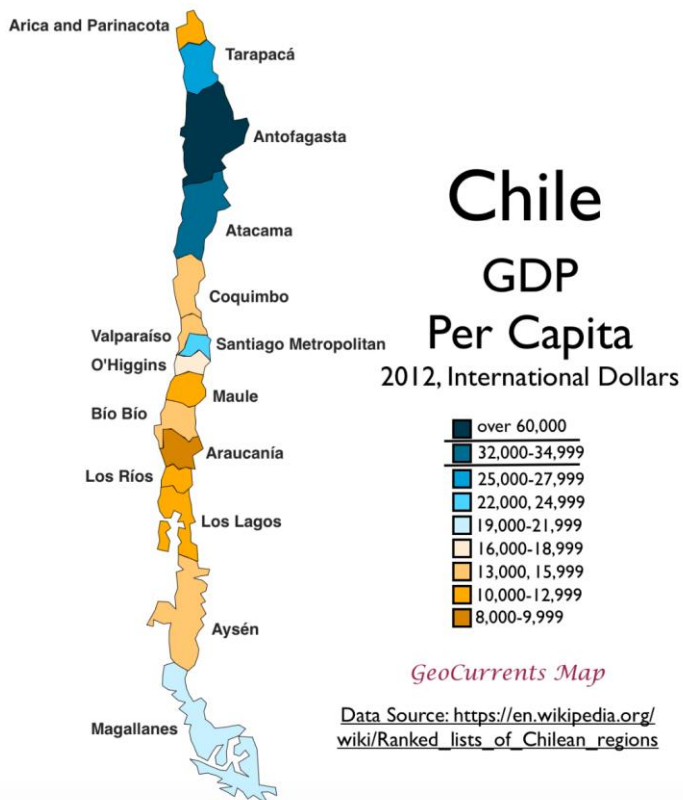 Arica and Parinacota
Tarapacá
Antofagasta
Atacama
Coquimbo
Valparaíso
Santiago Metropolitan
O'Higgins
Maule
Bío Bío
Araucanía
Los Ríos
Los Lagos
Aysén
Magallanes
Chile
GDP
Per Capita
2012, International Dollars
over 60,000
32,000-34,999
25,000-27,999
22,000, 24,999
19,000-21,999
16,000-18,999
13,000, 15,999
10,000-12,999
8,000-9,999
GeoCurrents Map
Data Source: https://en.wikipedia.org/
wiki/Ranked_lists_of_Chilean_regions